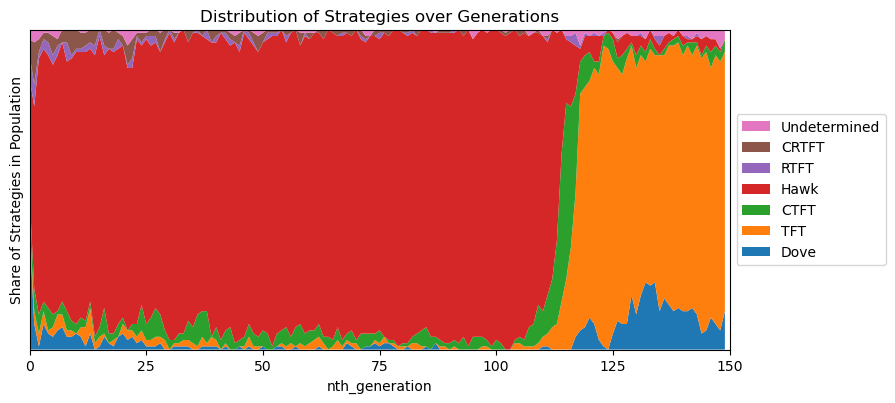 Distribution of Strategies over Generations
Share of Strategies in Population
0
25
50
75
100
125
150
nth_generation
Undetermined
CRTFT
RTFT
Hawk
CTFT
TFT
Dove